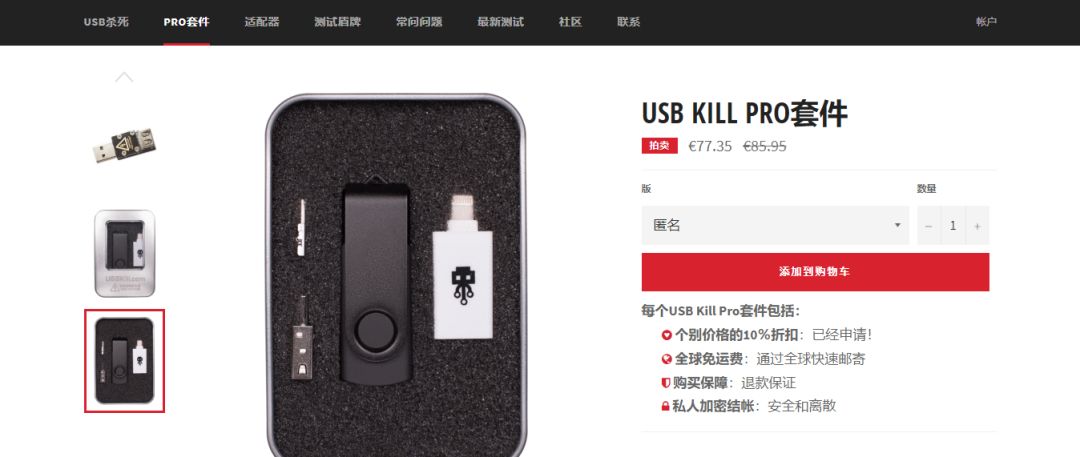 USB杀死 PRO套件 适配器 测试盾牌 常问问题 最新测试 社区 联系 帐户
USBKill.com
USB KILL PRO套件
拍卖 €77.35 €85.95
版 数量
匿名 − 1 +
添加到购物车
每个USB Kill Pro套件包括：
个别价格的10%折扣：已经申请！
全球免运费：通过全球快速邮寄
购买保障：退款保证
私人加密结帐：安全和离散